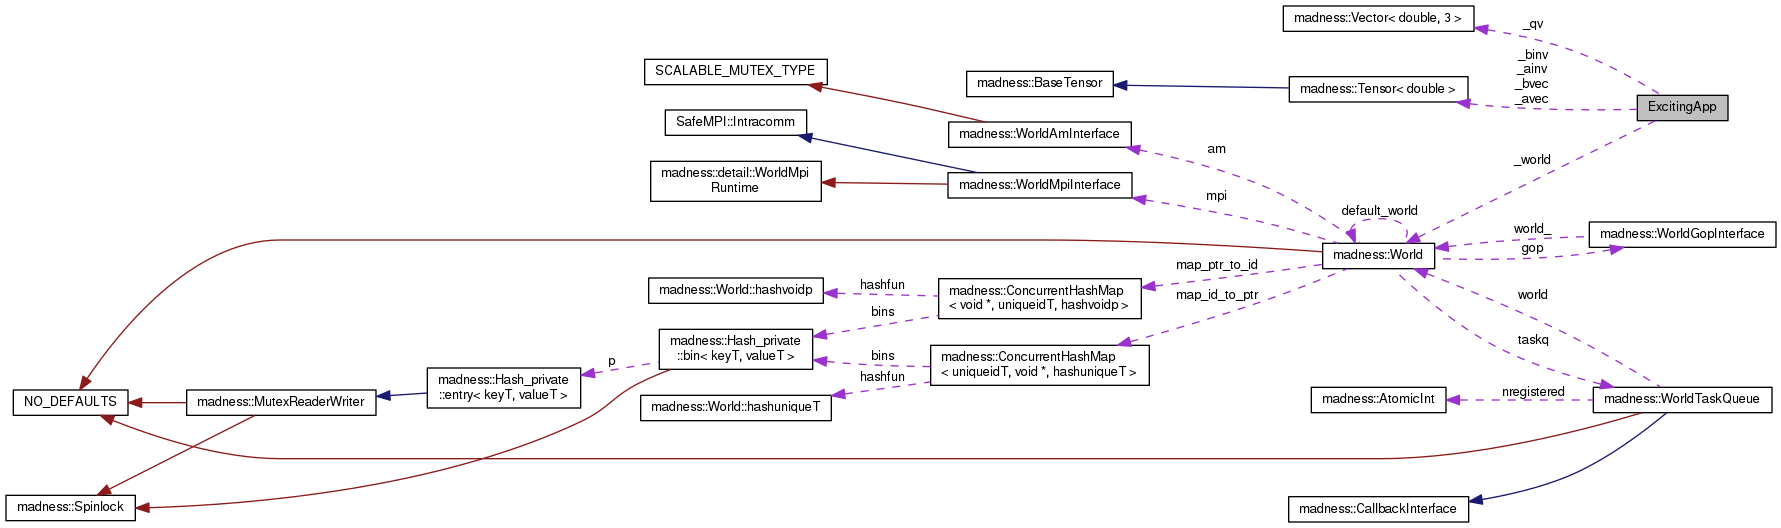 madness::Vector< double, 3 >
_qv
_binv
_ainv
_bvec
_avec
SCALABLE_MUTEX_TYPE
madness::BaseTensor
madness::Tensor< double >
ExcitingApp
SafeMPI::Intracomm
madness::WorldAmInterface
am
_world
madness::detail::WorldMpi
Runtime
madness::WorldMpiInterface
mpi
default_world
world_
gop
madness::WorldGopInterface
madness::World
map_ptr_to_id
map_id_to_ptr
madness::World::hashvoidp
hashfun
bins
madness::ConcurrentHashMap
< void *, uniqueidT, hashvoidp >
world
taskq
madness::Hash_private
::bin< keyT, valueT >
bins
hashfun
madness::ConcurrentHashMap
< uniqueidT, void *, hashuniqueT >
p
madness::Hash_private
::entry< keyT, valueT >
NO_DEFAULTS
madness::MutexReaderWriter
madness::World::hashuniqueT
madness::AtomicInt
nregistered
madness::WorldTaskQueue
madness::Spinlock
madness::CallbackInterface